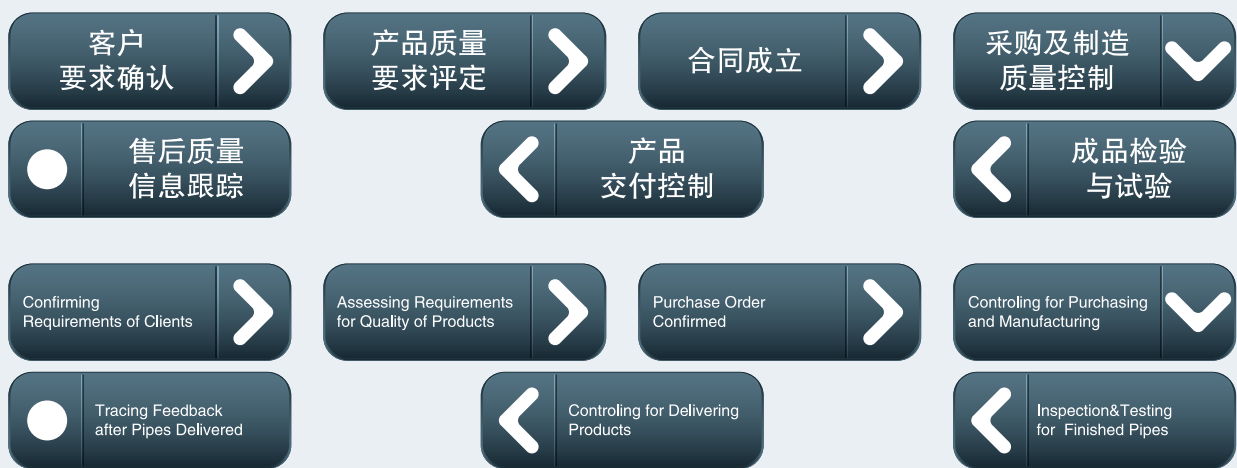 客户
要求确认
产品质量
要求评定
合同成立
采购及制造
质量控制
售后质量
信息跟踪
产品
交付控制
成品检验
与试验
Confirming
Requirements of Clients
Assessing Requirements
for Quality of Products
Purchase Order
Confirmed
Controling for Purchasing
and Manufacturing
Tracing Feedback
after Pipes Delivered
Controling for Delivering
Products
Inspection&Testing
for Finished Pipes